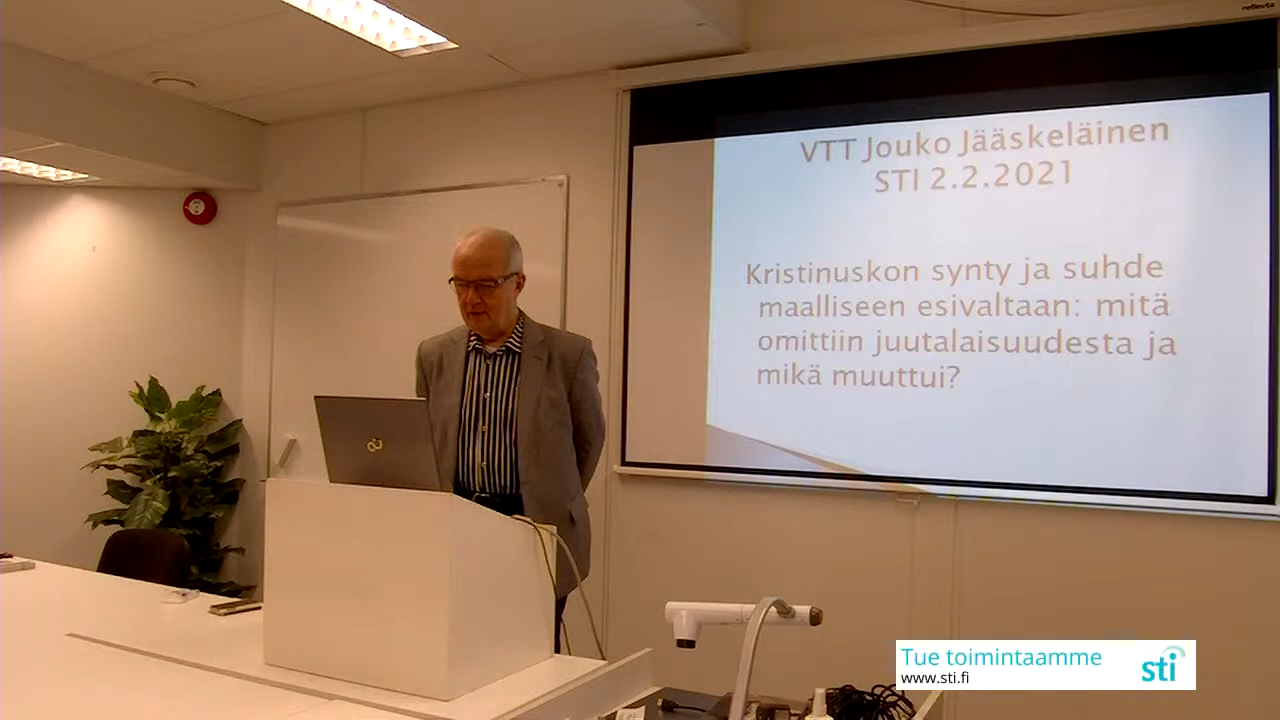 reflecta
VTT Jouko Jääskeläinen
STI 2.2.2021
Kristinuskon synty ja suhde
maalliseen esivaltaan: mitä
omittiin juutalaisuudesta ja
mikä muuttui?
Tue toimintaamme
www.sti.fi
sti